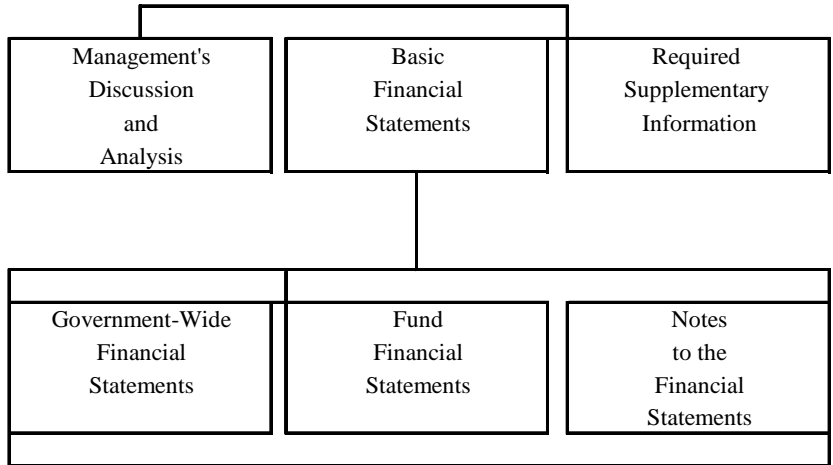 Management's
Discussion
and
Analysis
Basic
Financial
Statements
Required
Supplementary
Information
Government-Wide
Financial
Statements
Fund
Financial
Statements
Notes
to the
Financial
Statements